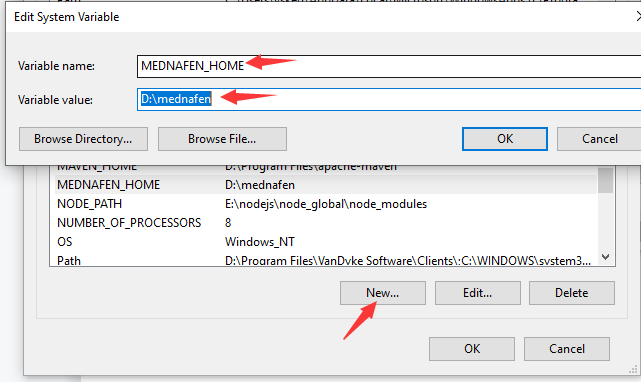 Edit System Variable
Variable name: MEDNAFEN_HOME
Variable value: D:\mednafen
Browse Directory... Browse File... OK Cancel
MAVEN_HOME D:\Program Files\apache-maven
MEDNAFEN_HOME D:\mednafen
NODE_PATH E:\nodejs\node_global\node_modules
NUMBER_OF_PROCESSORS 8
OS Windows_NT
Path D:\Program Files\VanDyke Software\Clients\;C:\WINDOWS\system3...
New... Edit... Delete
OK Cancel